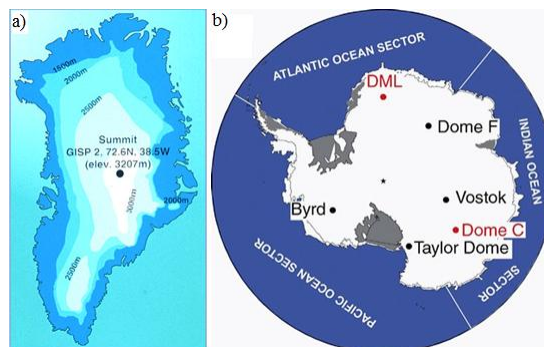 a)
1500m
2000m
2500m
Summit
GISP 2, 72.6N, 38.5W
(elev. 3207m)
2000m
3000m
2500m
b)
ATLANTIC OCEAN SECTOR
DML
Dome F
INDIAN OCEAN
Vostok
Byrd
Dome C
Taylor Dome
SECTOR
PACIFIC OCEAN SECTOR